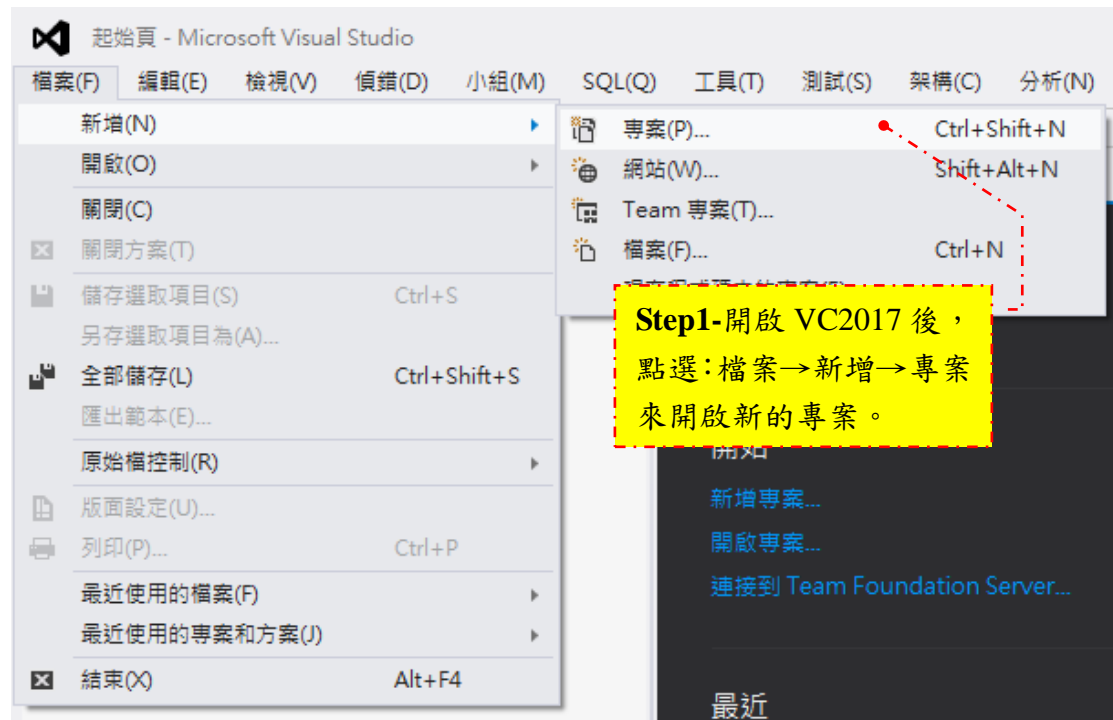 起始頁 - Microsoft Visual Studio
檔案(F) 編輯(E) 檢視(V) 偵錯(D) 小組(M) SQL(Q) 工具(T) 測試(S) 架構(C) 分析(N)
新增(N)
開啟(O)
關閉(C)
關閉方案(T)
儲存選取項目(S) Ctrl+S
另存選取項目為(A)...
全部儲存(L) Ctrl+Shift+S
匯出範本(E)...
原始檔控制(R)
版面設定(U)...
列印(P)... Ctrl+P
最近使用的檔案(F)
最近使用的專案和方案(J)
結束(X) Alt+F4
專案(P)... Ctrl+Shift+N
網站(W)... Shift+Alt+N
Team 專案(T)...
檔案(F)... Ctrl+N
Step1-開啟 VC2017 後，
點選：檔案→新增→專案
來開啟新的專案。
開始
新增專案...
開啟專案...
連接到 Team Foundation Server...
最近